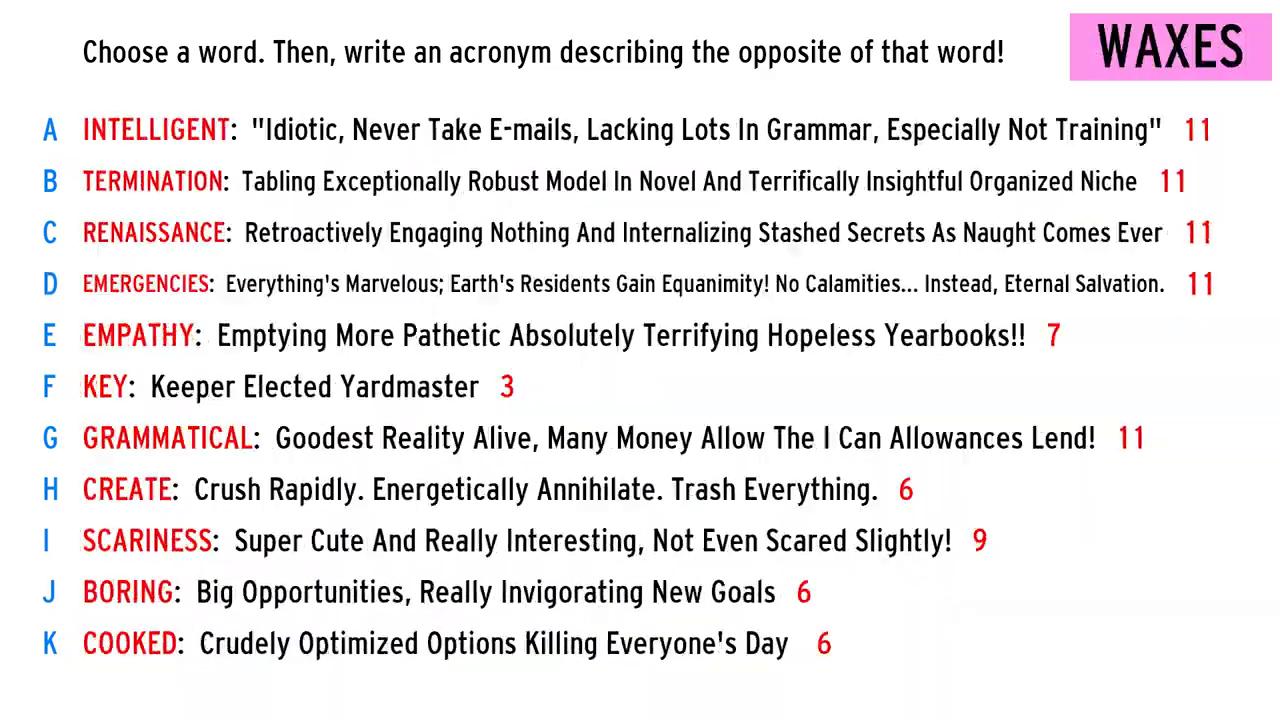 Choose a word. Then, write an acronym describing the opposite of that word!
WAXES
A INTELLIGENT: "Idiotic, Never Take E-mails, Lacking Lots In Grammar, Especially Not Training" 11
B TERMINATION: Tabling Exceptionally Robust Model In Novel And Terrifically Insightful Organized Niche 11
C RENAISSANCE: Retroactively Engaging Nothing And Internalizing Stashed Secrets As Naught Comes Ever 11
D EMERGENCIES: Everything's Marvelous; Earth's Residents Gain Equanimity! No Calamities... Instead, Eternal Salvation. 11
E EMPATHY: Emptying More Pathetic Absolutely Terrifying Hopeless Yearbooks!! 7
F KEY: Keeper Elected Yardmaster 3
G GRAMMATICAL: Goodest Reality Alive, Many Money Allow The I Can Allowances Lend! 11
H CREATE: Crush Rapidly. Energetically Annihilate. Trash Everything. 6
I SCARINESS: Super Cute And Really Interesting, Not Even Scared Slightly! 9
J BORING: Big Opportunities, Really Invigorating New Goals 6
K COOKED: Crudely Optimized Options Killing Everyone's Day 6